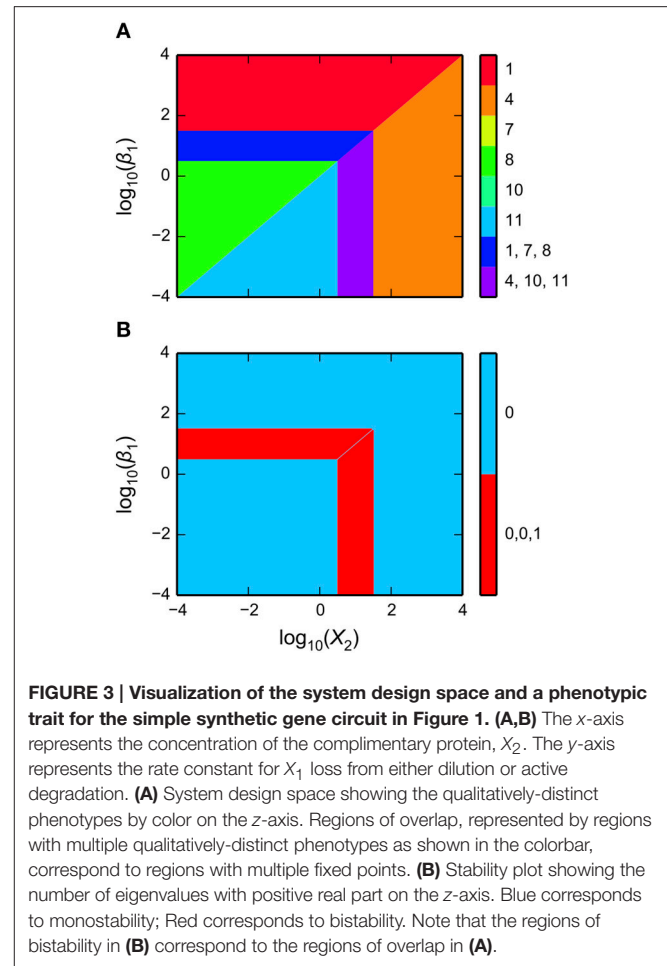 A
4
2
0
−2
−4
log10(β1)
1
4
7
8
10
11
1, 7, 8
4, 10, 11
B
4
2
0
−2
−4
log10(β1)
−4 −2 0 2 4
log10(X2)
0
0,0,1
FIGURE 3 | Visualization of the system design space and a phenotypic
trait for the simple synthetic gene circuit in Figure 1. (A,B) The x-axis
represents the concentration of the complimentary protein, X2. The y-axis
represents the rate constant for X1 loss from either dilution or active
degradation. (A) System design space showing the qualitatively-distinct
phenotypes by color on the z-axis. Regions of overlap, represented by regions
with multiple qualitatively-distinct phenotypes as shown in the colorbar,
correspond to regions with multiple fixed points. (B) Stability plot showing the
number of eigenvalues with positive real part on the z-axis. Blue corresponds
to monostability; Red corresponds to bistability. Note that the regions of
bistability in (B) correspond to the regions of overlap in (A).